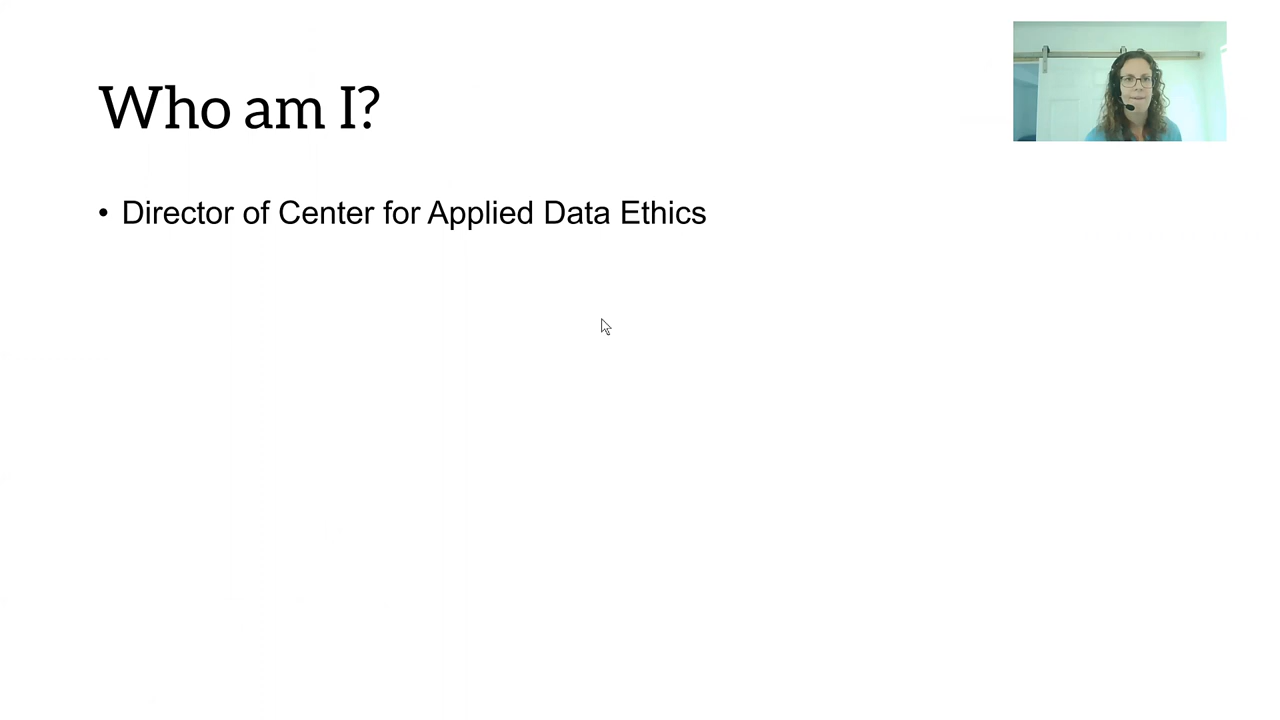 Who am I?
• Director of Center for Applied Data Ethics